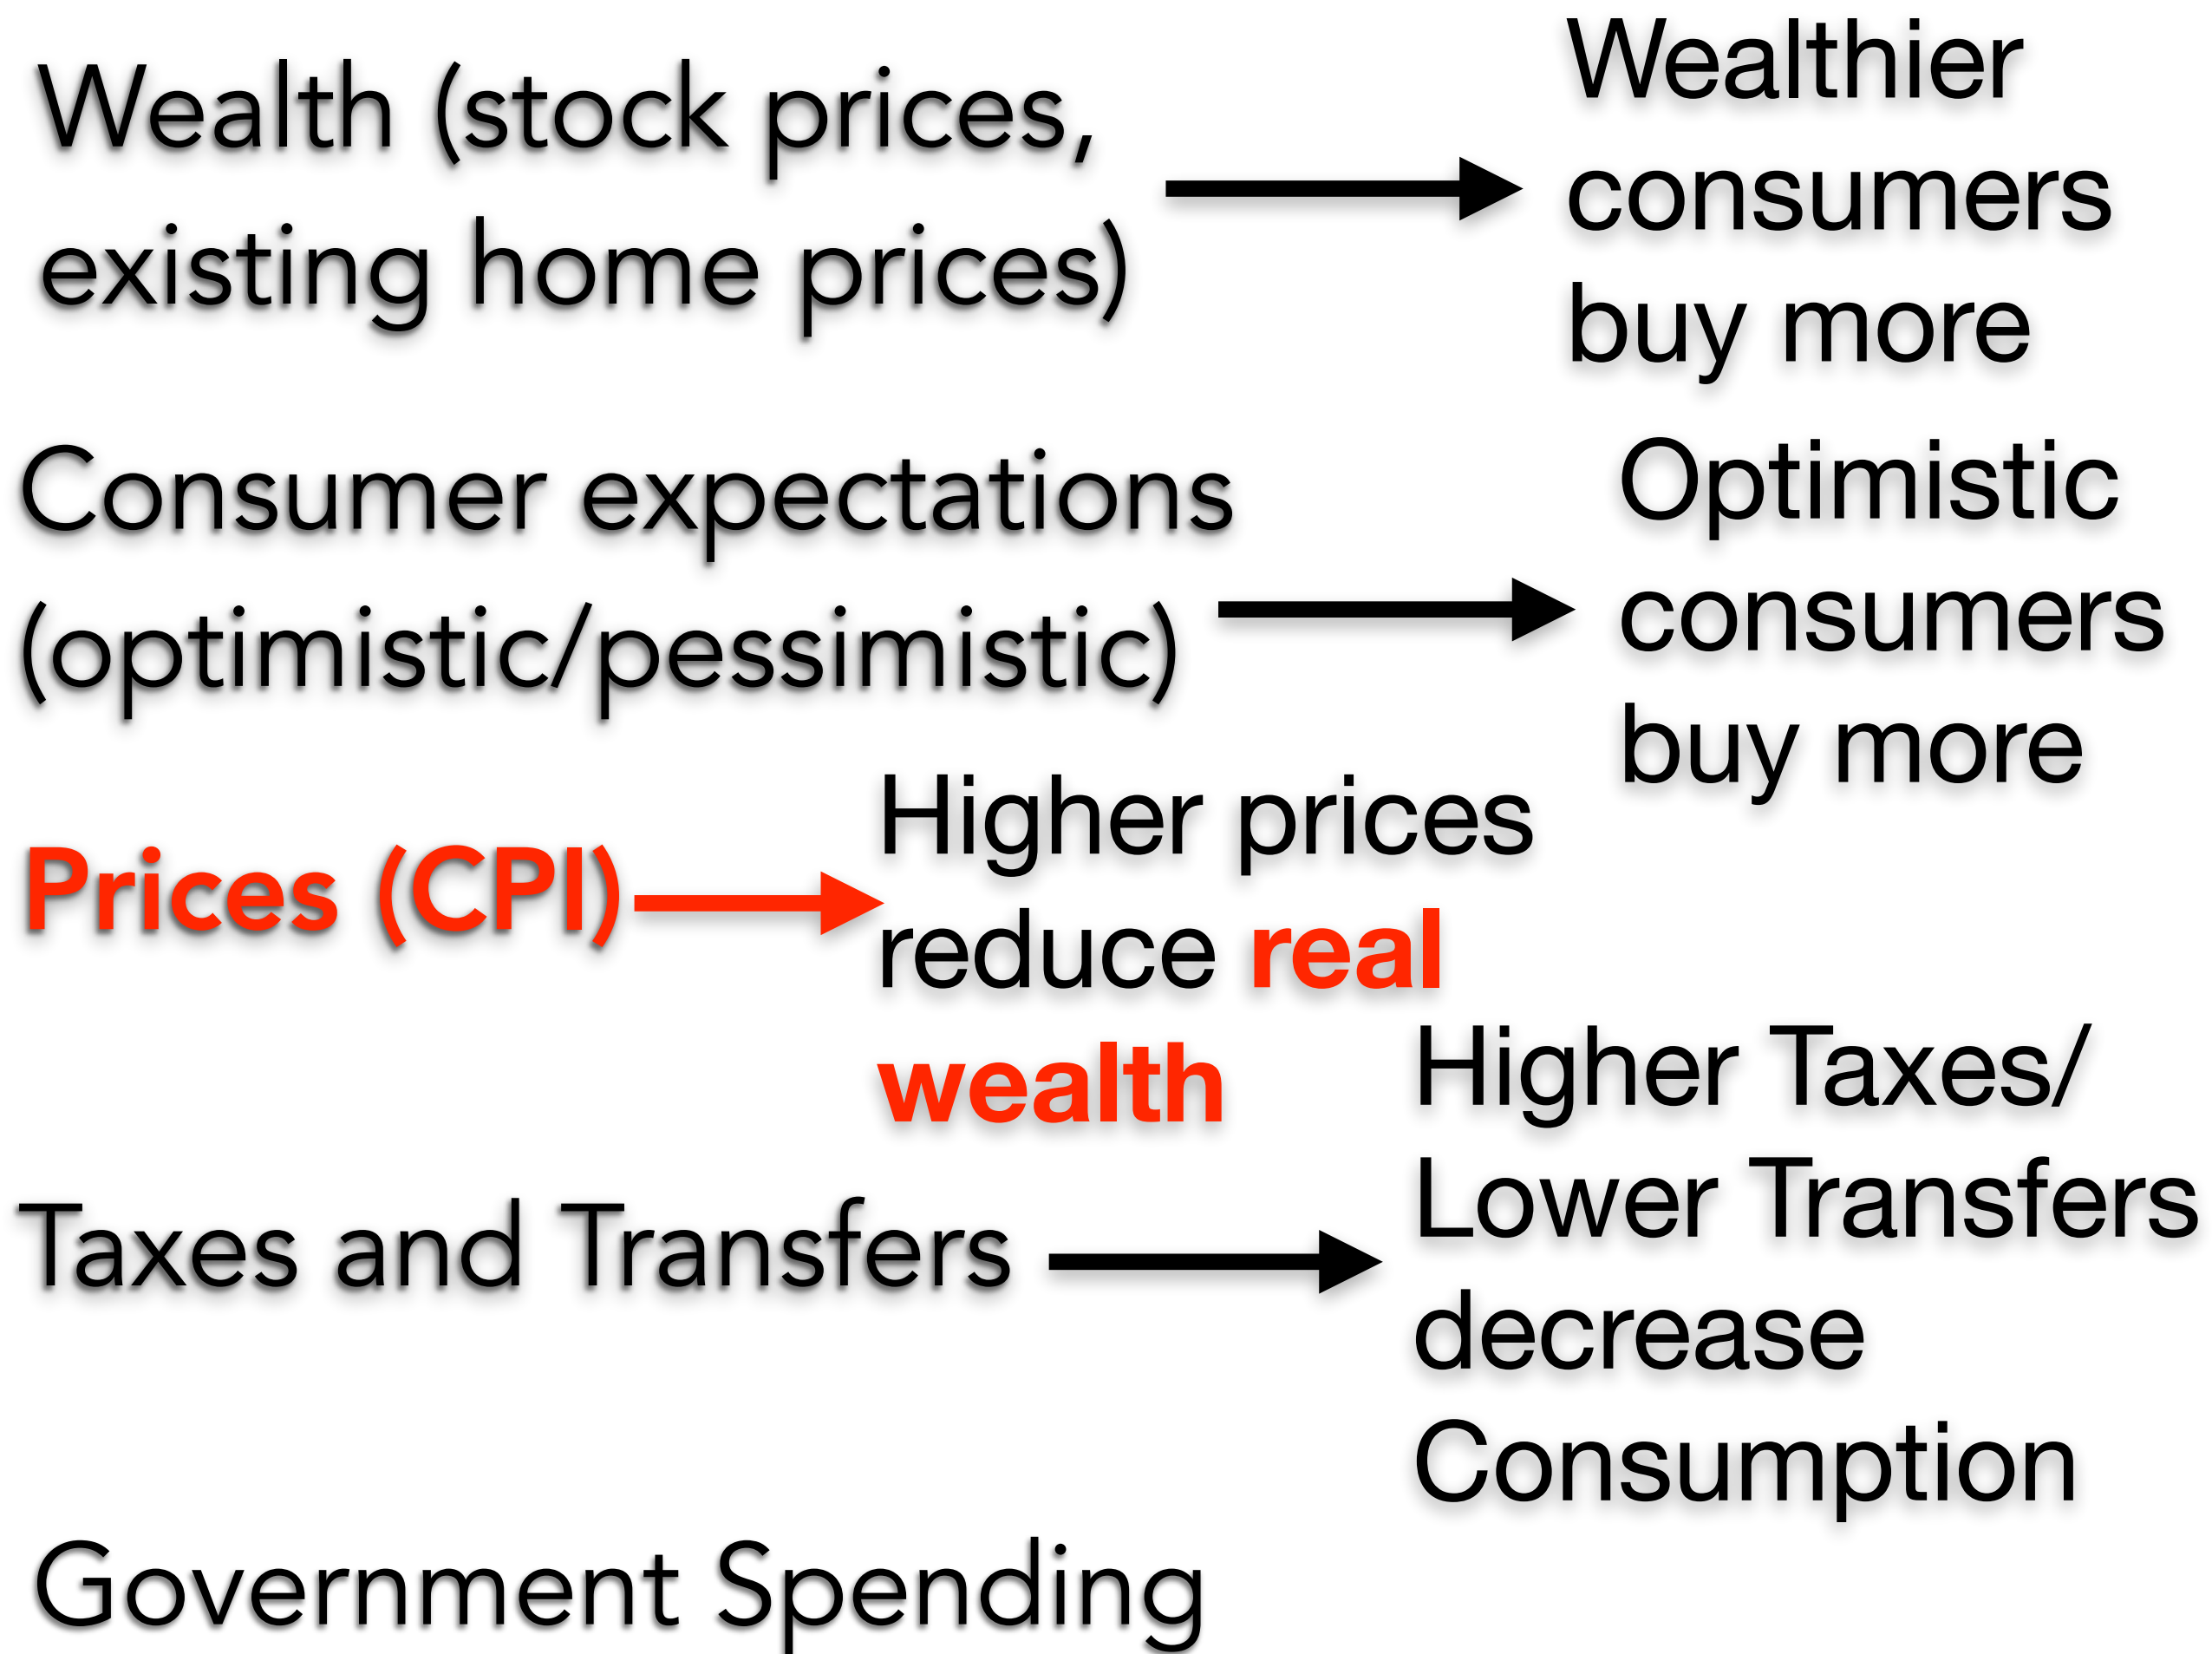 Wealth (stock prices,
existing home prices)
Wealthier
consumers
buy more
Consumer expectations
(optimistic/pessimistic)
Optimistic
consumers
buy more
Prices (CPI)
Higher prices
reduce real
wealth
Taxes and Transfers
Higher Taxes/
Lower Transfers
decrease
Consumption
Government Spending